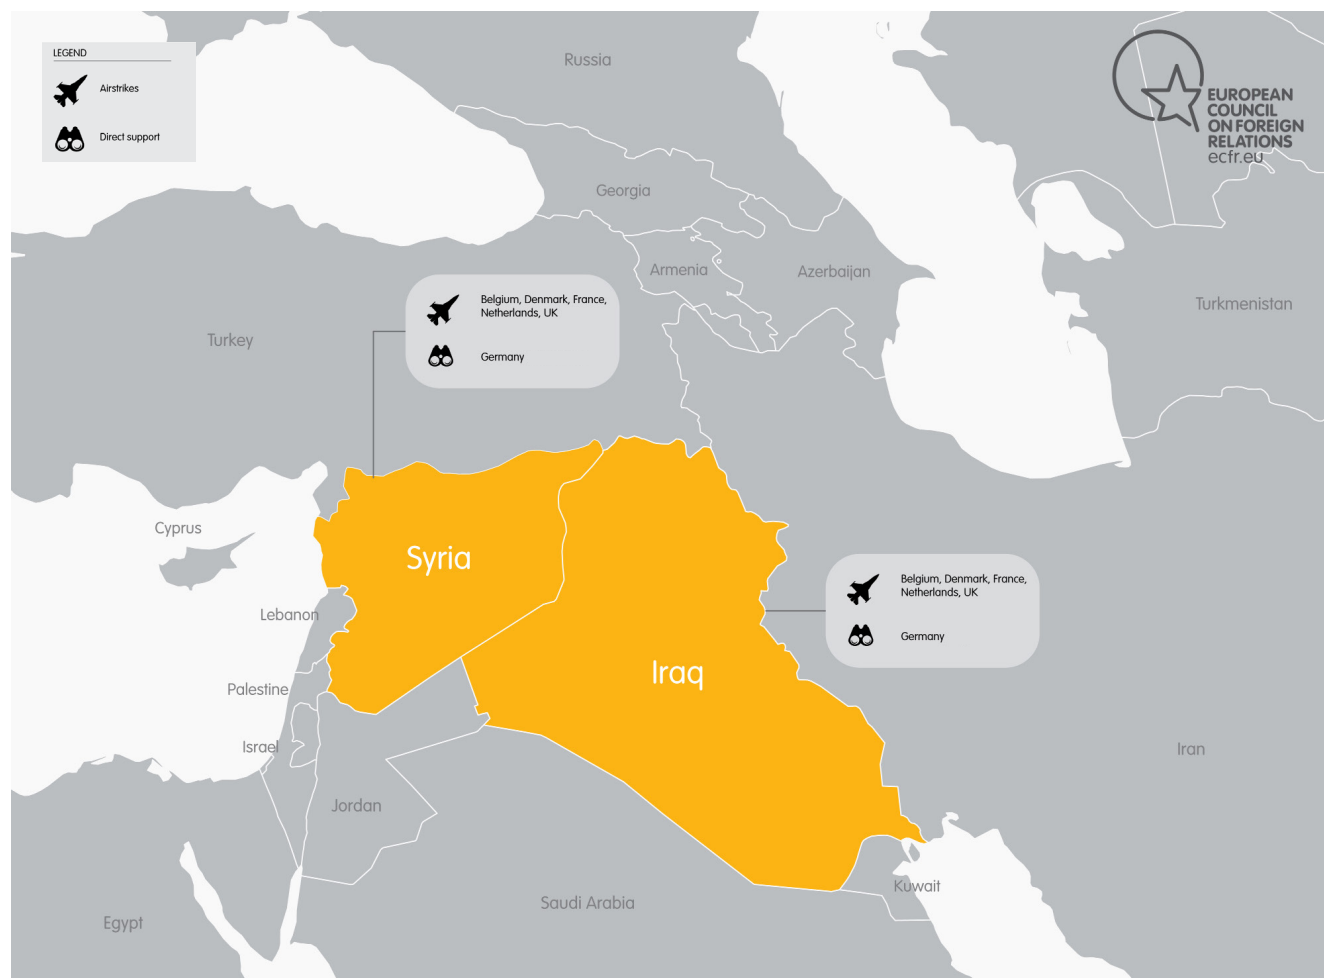 LEGEND
Airstrikes
Direct support
EUROPEAN
COUNCIL
ON FOREIGN
RELATIONS
ecfr.eu
Russia
Georgia
Armenia
Azerbaijan
Turkmenistan
Turkey
Belgium, Denmark, France,
Netherlands, UK
Germany
Cyprus
Syria
Lebanon
Belgium, Denmark, France,
Netherlands, UK
Germany
Iraq
Palestine
Israel
Iran
Jordan
Kuwait
Saudi Arabia
Egypt